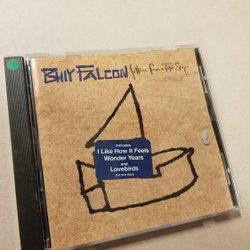 BillY FALCON
Letters from a Paper Ship
Includes
I Like How it Feels
Wonder Years
and
Lovebirds